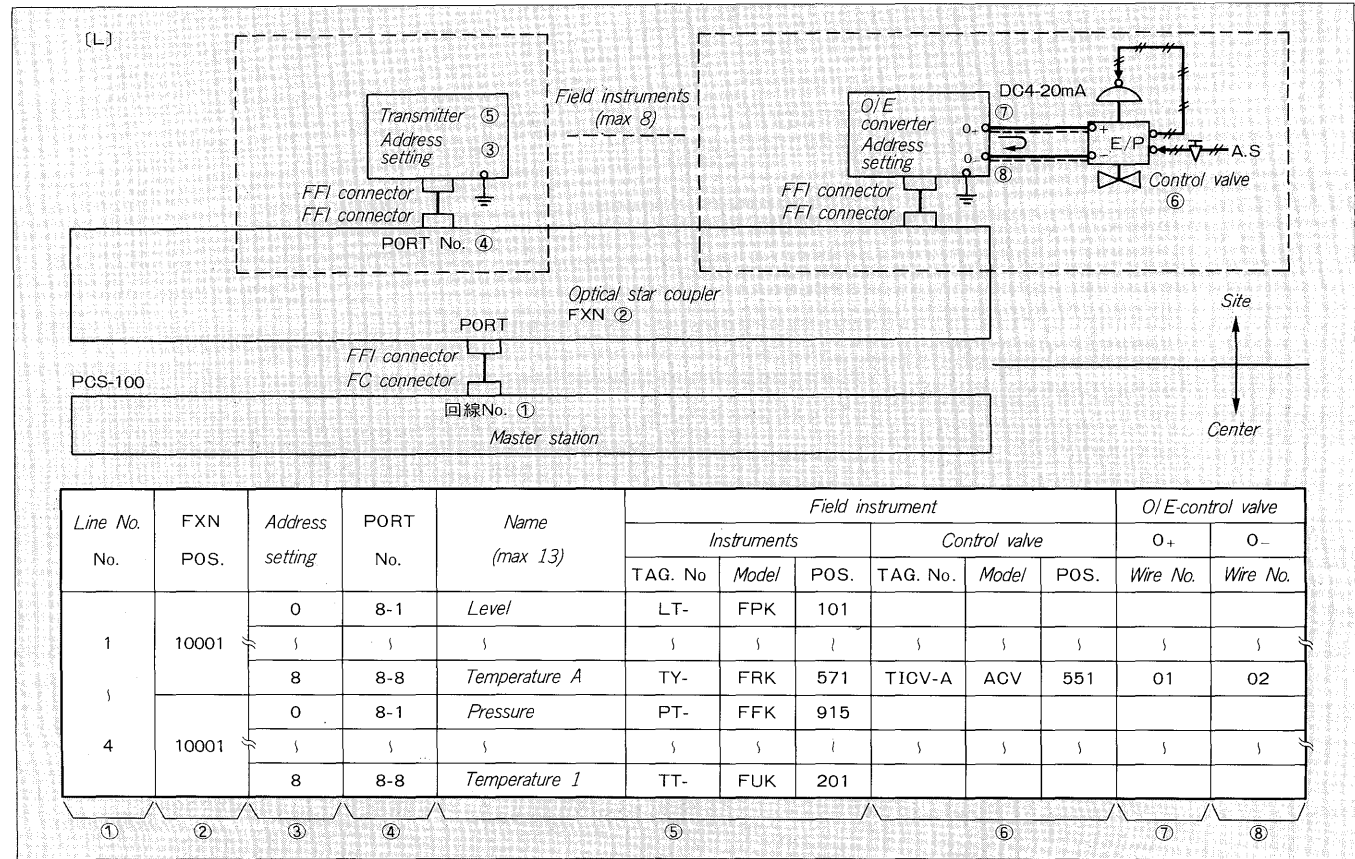 〔L〕
Transmitter ⑤
Address
setting ③
FFI connector
FFI connector
PORT No. ④
Field instruments
(max 8)
O/E
converter
Address
setting
DC4-20mA
⑦
O+
O−
⑧
+
−
E/P
A.S
Control valve
⑥
FFI connector
FFI connector
Optical star coupler
FXN ②
PORT
FFI connector
FC connector
PCS-100
回線No. ①
Master station
Site
Center
Line No. No. FXN POS. Address setting PORT No. Name (max 13) Field instrument O/E-control valve
Instruments Control valve O+ O−
TAG. No Model POS. TAG. No. Model POS. Wire No. Wire No.
0 8-1 Level LT- FPK 101
1 10001 ~ ~ ~ ~ ~ ~ ~ ~ ~ ~ ~
8 8-8 Temperature A TY- FRK 571 TICV-A ACV 551 01 02
~ 0 8-1 Pressure PT- FFK 915
4 10001 ~ ~ ~ ~ ~ ~ ~ ~ ~ ~ ~
8 8-8 Temperature 1 TT- FUK 201
① ② ③ ④ ⑤ ⑥ ⑦ ⑧